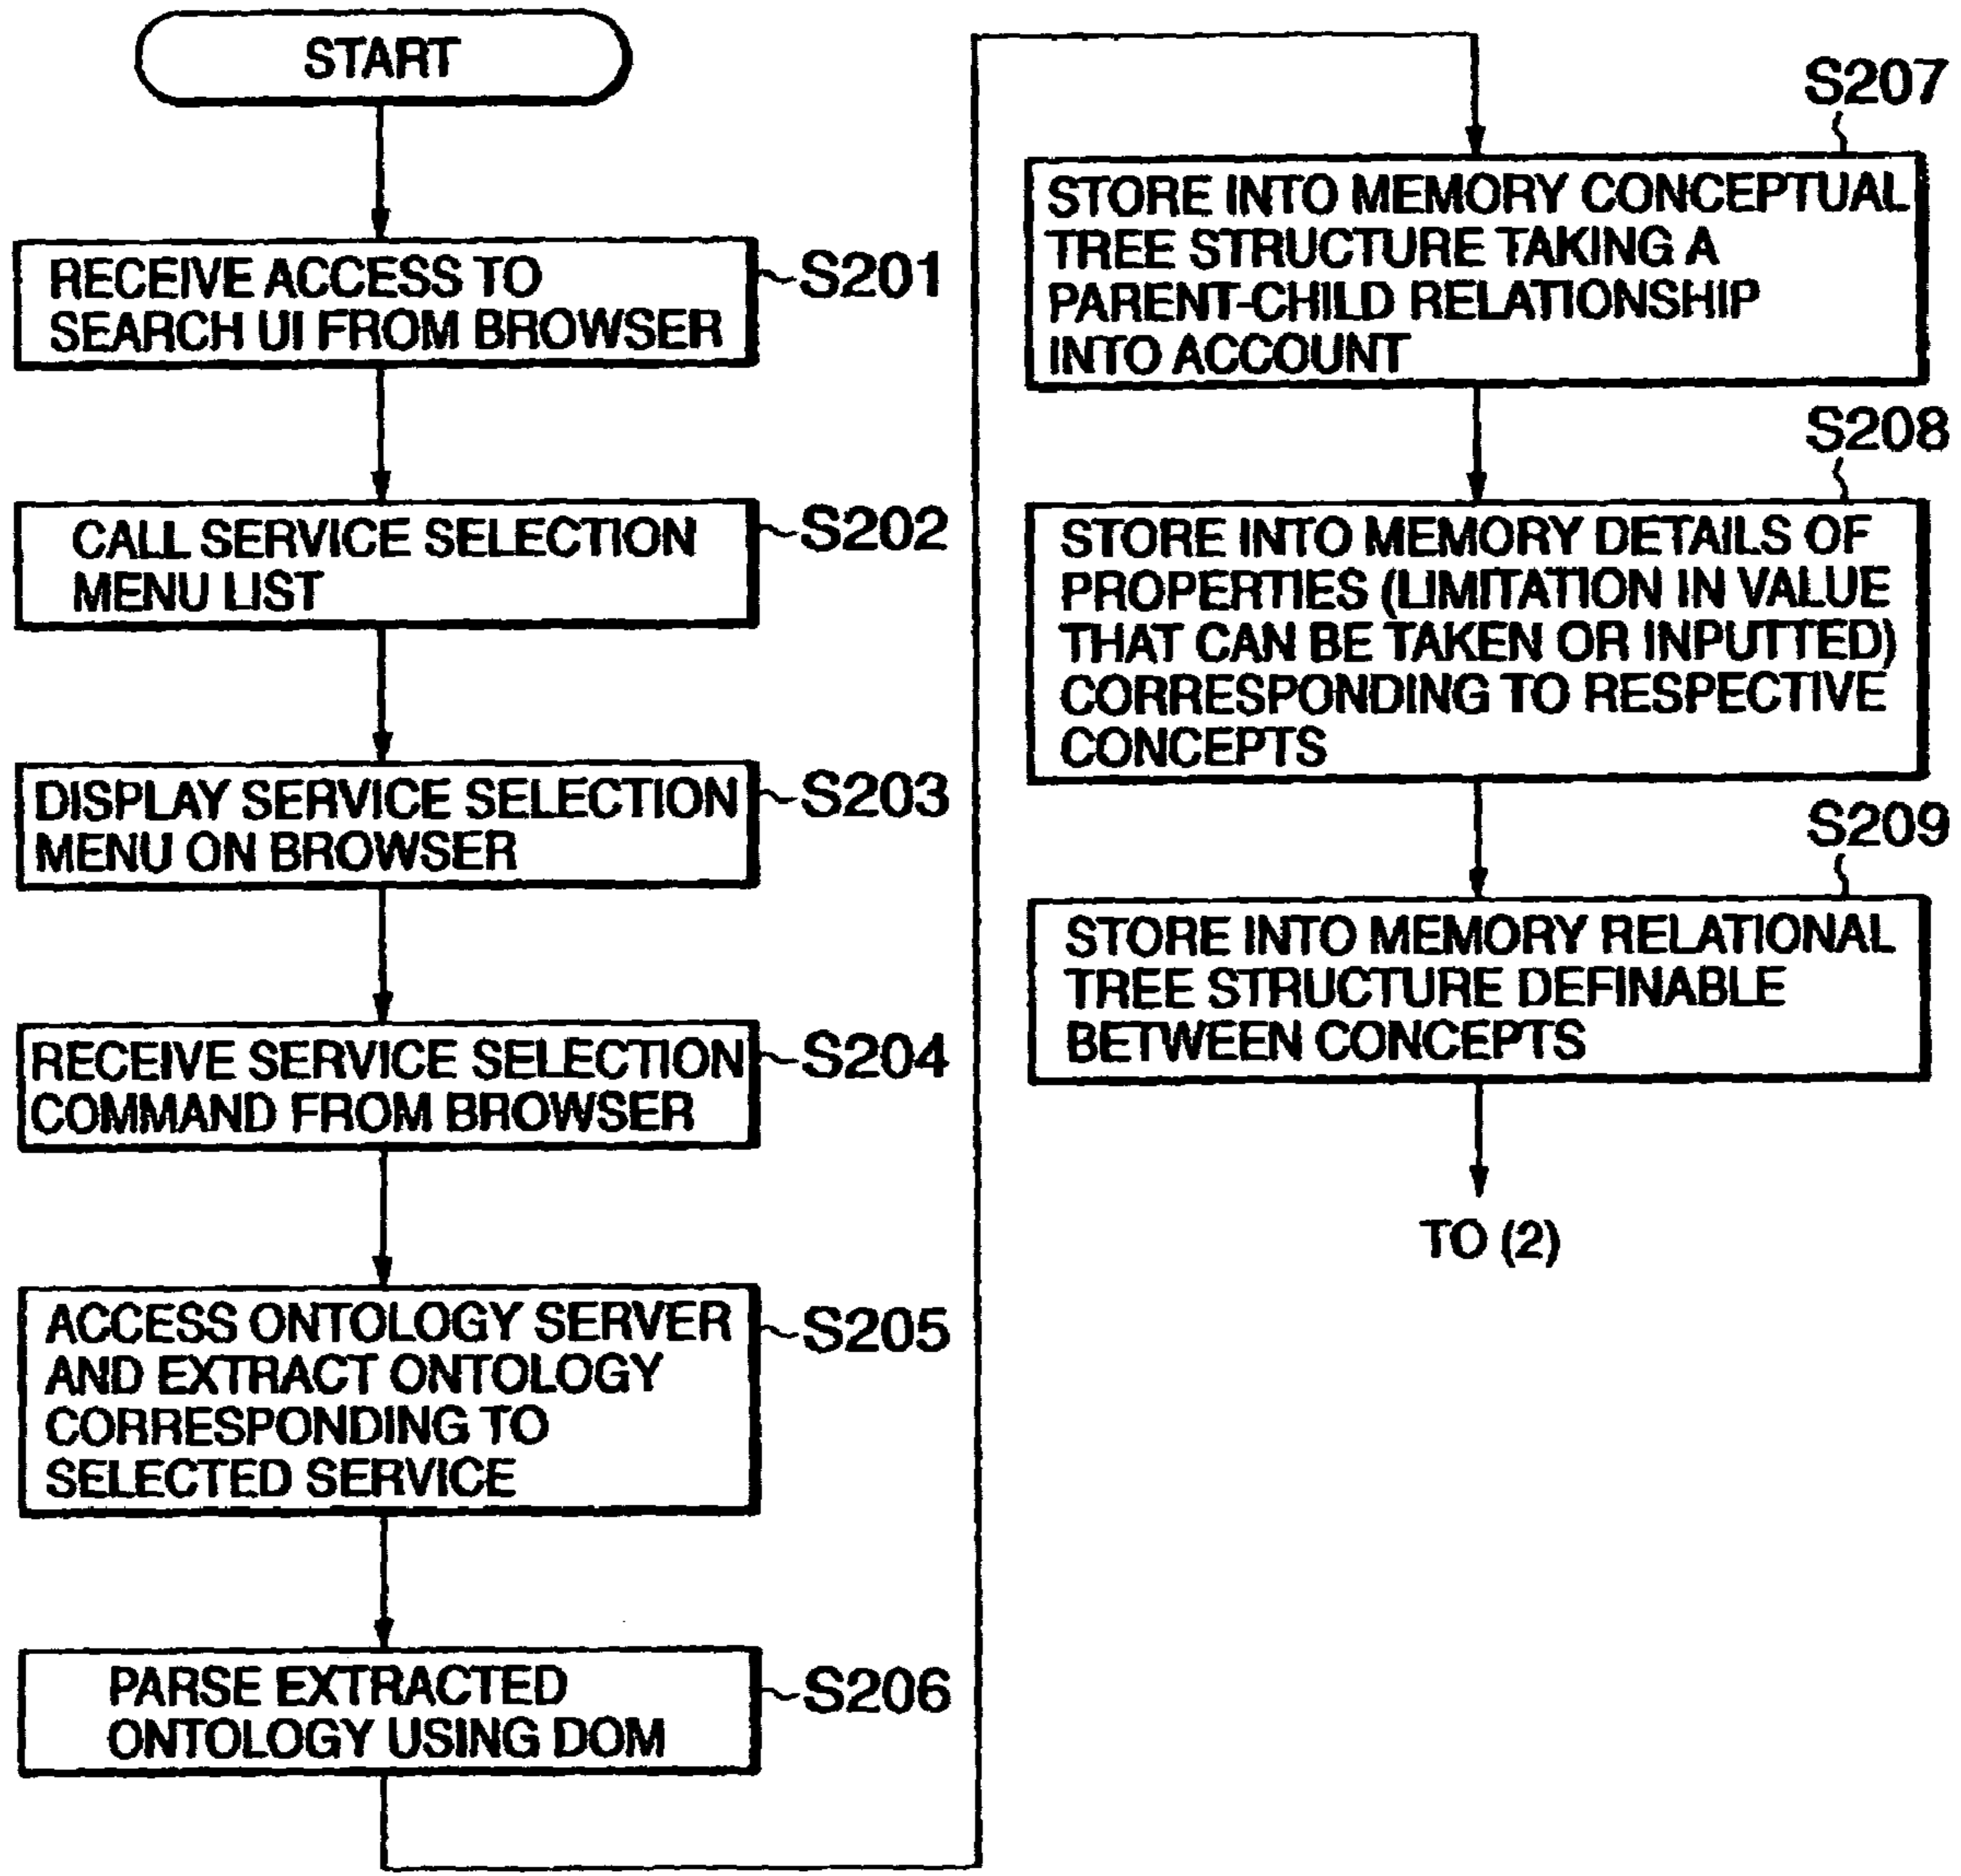 START
RECEIVE ACCESS TO
SEARCH UI FROM BROWSER
S201
CALL SERVICE SELECTION
MENU LIST
S202
DISPLAY SERVICE SELECTION
MENU ON BROWSER
S203
RECEIVE SERVICE SELECTION
COMMAND FROM BROWSER
S204
ACCESS ONTOLOGY SERVER
AND EXTRACT ONTOLOGY
CORRESPONDING TO
SELECTED SERVICE
S205
PARSE EXTRACTED
ONTOLOGY USING DOM
S206
S207
STORE INTO MEMORY CONCEPTUAL
TREE STRUCTURE TAKING A
PARENT-CHILD RELATIONSHIP
INTO ACCOUNT
S208
STORE INTO MEMORY DETAILS OF
PROPERTIES (LIMITATION IN VALUE
THAT CAN BE TAKEN OR INPUTTED)
CORRESPONDING TO RESPECTIVE
CONCEPTS
S209
STORE INTO MEMORY RELATIONAL
TREE STRUCTURE DEFINABLE
BETWEEN CONCEPTS
TO (2)